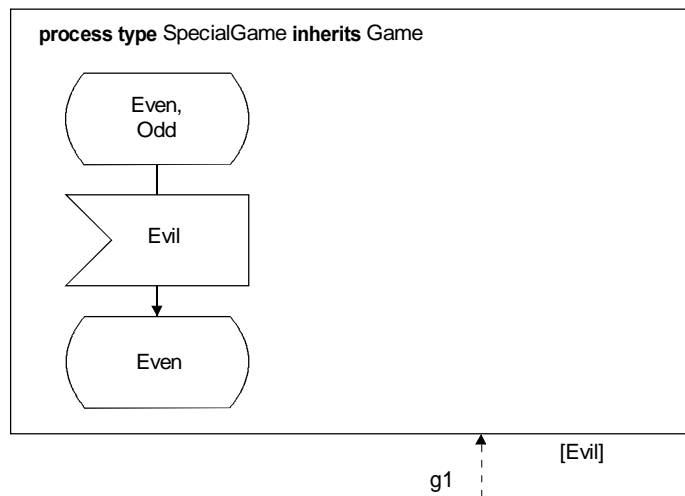 process type SpecialGame inherits Game
Even,
Odd
Evil
Even
[Evil]
g1